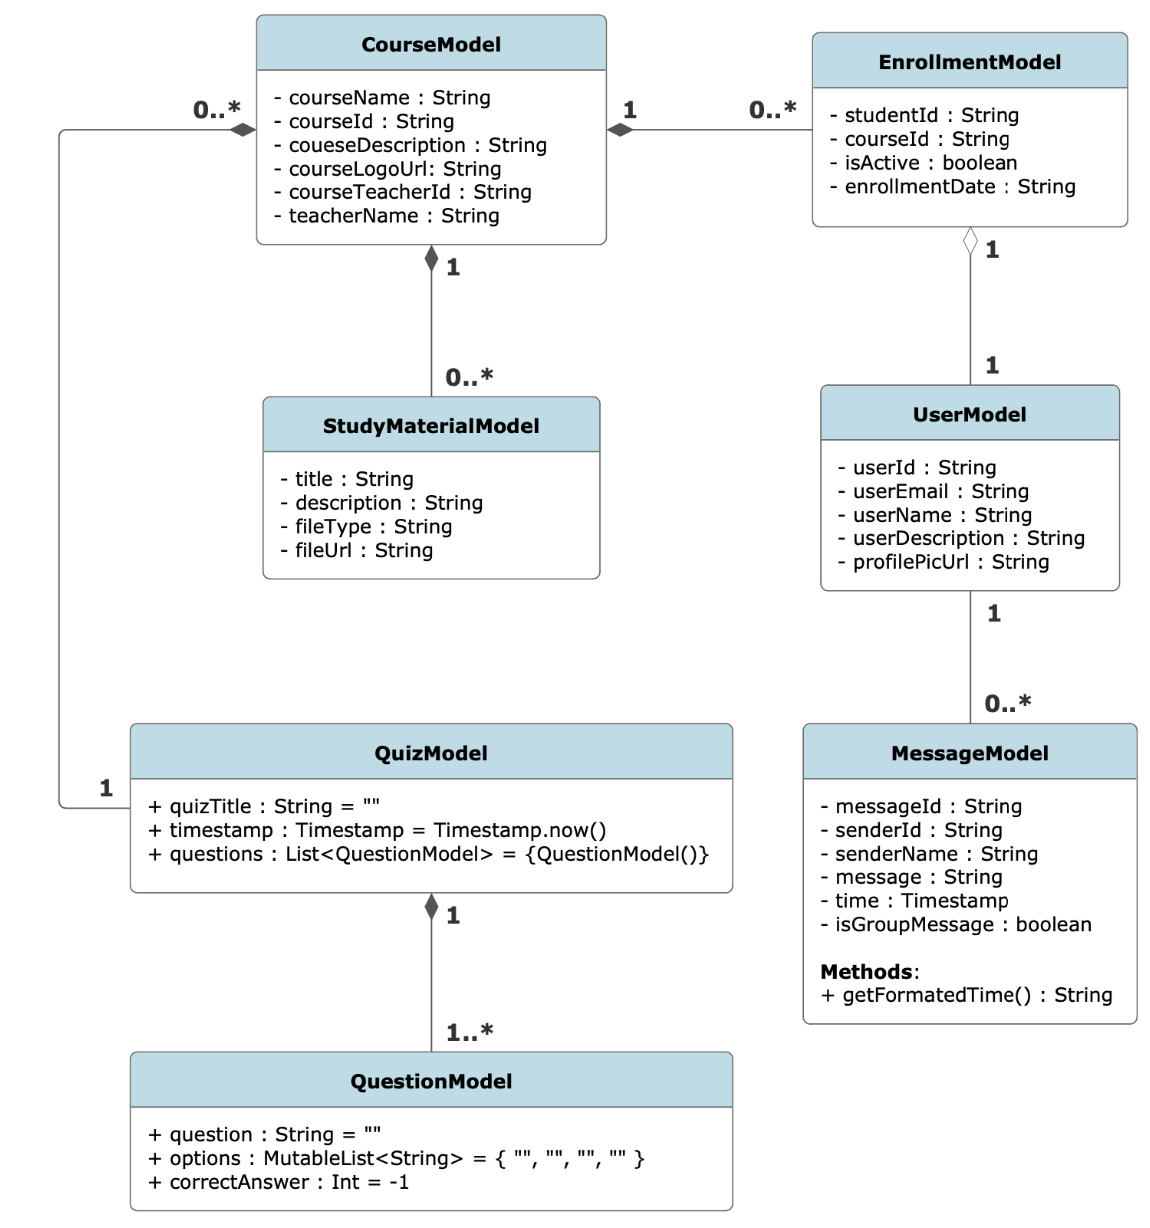 CourseModel
- courseName : String
- courseId : String
- coueseDescription : String
- courseLogoUrl: String
- courseTeacherId : String
- teacherName : String
0..*
1
0..*
EnrollmentModel
- studentId : String
- courseId : String
- isActive : boolean
- enrollmentDate : String
1
0..*
1
1
StudyMaterialModel
- title : String
- description : String
- fileType : String
- fileUrl : String
UserModel
- userId : String
- userEmail : String
- userName : String
- userDescription : String
- profilePicUrl : String
1
0..*
1
QuizModel
+ quizTitle : String = ""
+ timestamp : Timestamp = Timestamp.now()
+ questions : List<QuestionModel> = {QuestionModel()}
1
1..*
MessageModel
- messageId : String
- senderId : String
- senderName : String
- message : String
- time : Timestamp
- isGroupMessage : boolean
Methods:
+ getFormatedTime() : String
QuestionModel
+ question : String = ""
+ options : MutableList<String> = { "", "", "", "" }
+ correctAnswer : Int = -1